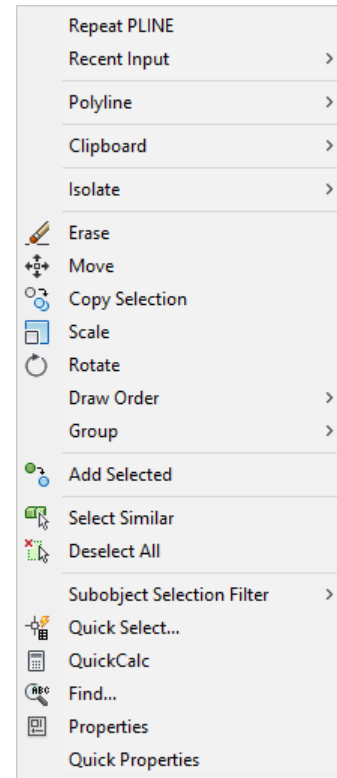 Repeat PLINE
Recent Input
Polyline
Clipboard
Isolate
Erase
Move
Copy Selection
Scale
Rotate
Draw Order
Group
Add Selected
Select Similar
Deselect All
Subobject Selection Filter
Quick Select...
QuickCalc
ABC Find...
Properties
Quick Properties